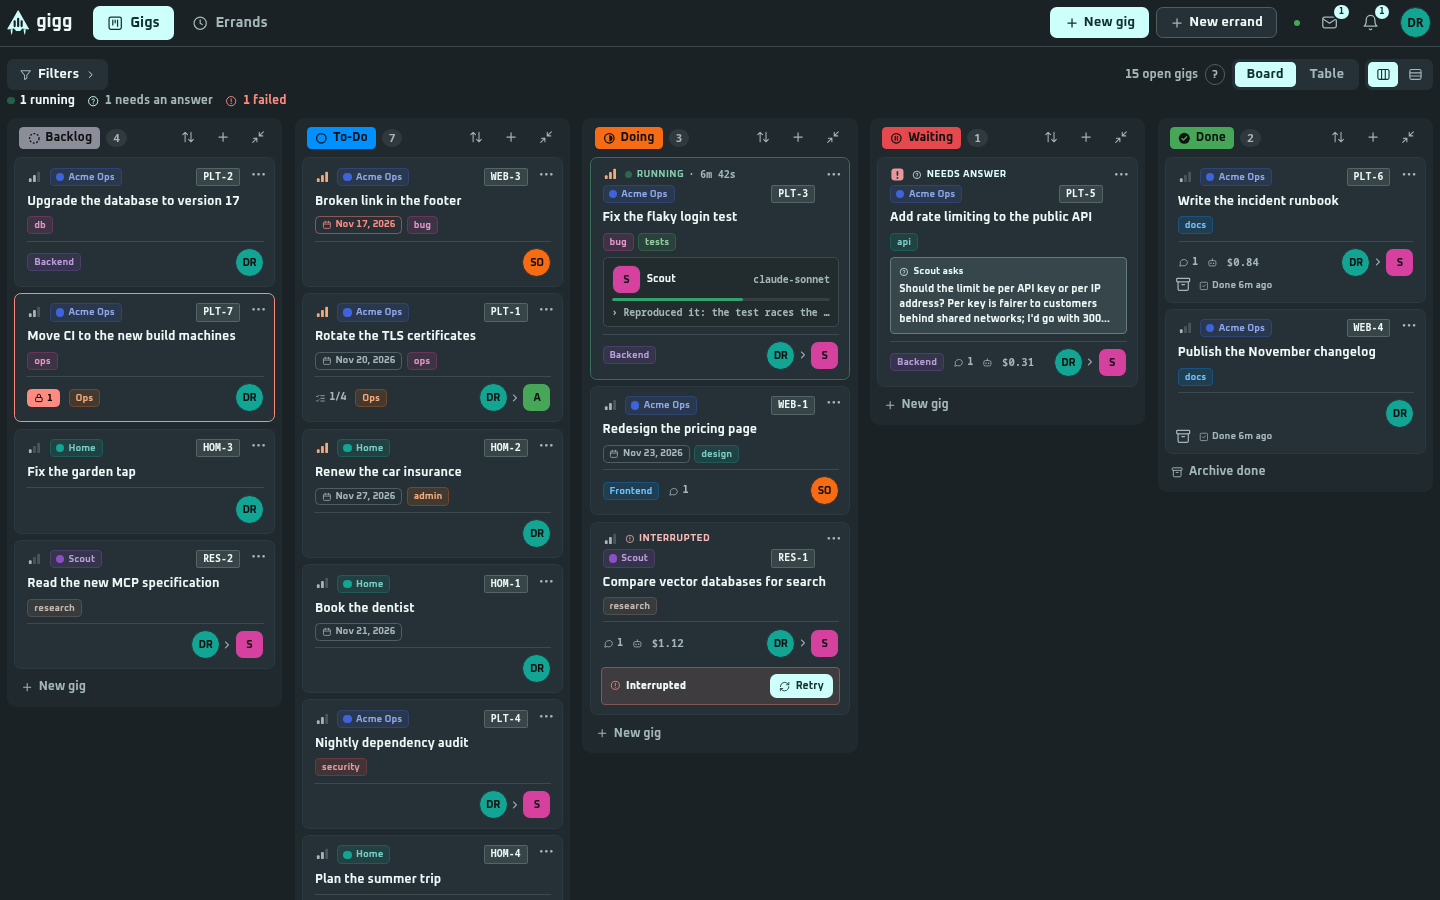 gigg
Gigs
Errands
New gig
New errand
1
1
DR
Filters
15 open gigs
?
Board
Table
1 running
1 needs an answer
1 failed
Backlog
4
Acme Ops
PLT-2
Upgrade the database to version 17
db
Backend
DR
Acme Ops
PLT-7
Move CI to the new build machines
ops
1
Ops
DR
Home
HOM-3
Fix the garden tap
DR
Scout
RES-2
Read the new MCP specification
research
DR
S
New gig
To-Do
7
Acme Ops
WEB-3
Broken link in the footer
Nov 17, 2026
bug
SO
Acme Ops
PLT-1
Rotate the TLS certificates
Nov 20, 2026
ops
1/4
Ops
DR
A
Home
HOM-2
Renew the car insurance
Nov 27, 2026
admin
DR
Home
HOM-1
Book the dentist
Nov 21, 2026
DR
Acme Ops
PLT-4
Nightly dependency audit
security
DR
S
Home
HOM-4
Plan the summer trip
Doing
3
RUNNING · 6m 42s
Acme Ops
PLT-3
Fix the flaky login test
bug
tests
S
Scout
claude-sonnet
› Reproduced it: the test races the …
Backend
DR
S
Acme Ops
WEB-1
Redesign the pricing page
Nov 23, 2026
design
Frontend
1
SO
INTERRUPTED
Scout
RES-1
Compare vector databases for search
research
1
$1.12
DR
S
Interrupted
Retry
New gig
Waiting
1
NEEDS ANSWER
Acme Ops
PLT-5
Add rate limiting to the public API
api
Scout asks
Should the limit be per API key or per IP
address? Per key is fairer to customers
behind shared networks; I'd go with 300…
Backend
1
$0.31
DR
S
New gig
Done
2
Acme Ops
PLT-6
Write the incident runbook
docs
1
$0.84
DR
S
Done 6m ago
Acme Ops
WEB-4
Publish the November changelog
docs
DR
Done 6m ago
Archive done